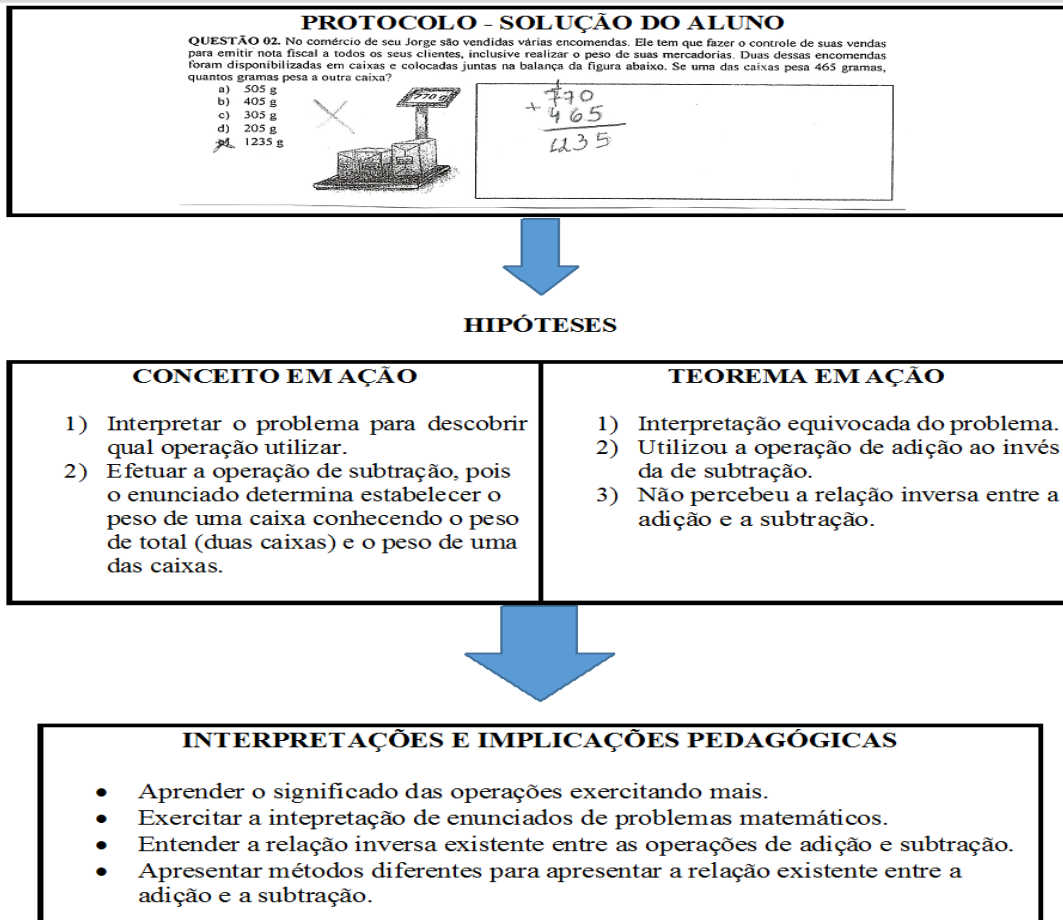 PROTOCOLO - SOLUÇÃO DO ALUNO
QUESTÃO 02. No comércio de seu Jorge são vendidas várias encomendas. Ele tem que fazer o controle de suas vendas
para emitir nota fiscal a todos os seus clientes, inclusive realizar o peso de suas mercadorias. Duas dessas encomendas
foram disponibilizadas em caixas e colocadas juntas na balança da figura abaixo. Se uma das caixas pesa 465 gramas,
quantos gramas pesa a outra caixa?
a) 505 g
b) 405 g
c) 305 g
d) 205 g
1235 g
770 g
1
770
+ 465
1235
HIPÓTESES
CONCEITO EM AÇÃO
1) Interpretar o problema para descobrir
qual operação utilizar.
2) Efetuar a operação de subtração, pois
o enunciado determina estabelecer o
peso de uma caixa conhecendo o peso
de total (duas caixas) e o peso de uma
das caixas.
TEOREMA EM AÇÃO
1) Interpretação equivocada do problema.
2) Utilizou a operação de adição ao invés
da de subtração.
3) Não percebeu a relação inversa entre a
adição e a subtração.
INTERPRETAÇÕES E IMPLICAÇÕES PEDAGÓGICAS
• Aprender o significado das operações exercitando mais.
• Exercitar a intepretação de enunciados de problemas matemáticos.
• Entender a relação inversa existente entre as operações de adição e subtração.
• Apresentar métodos diferentes para apresentar a relação existente entre a
adição e a subtração.